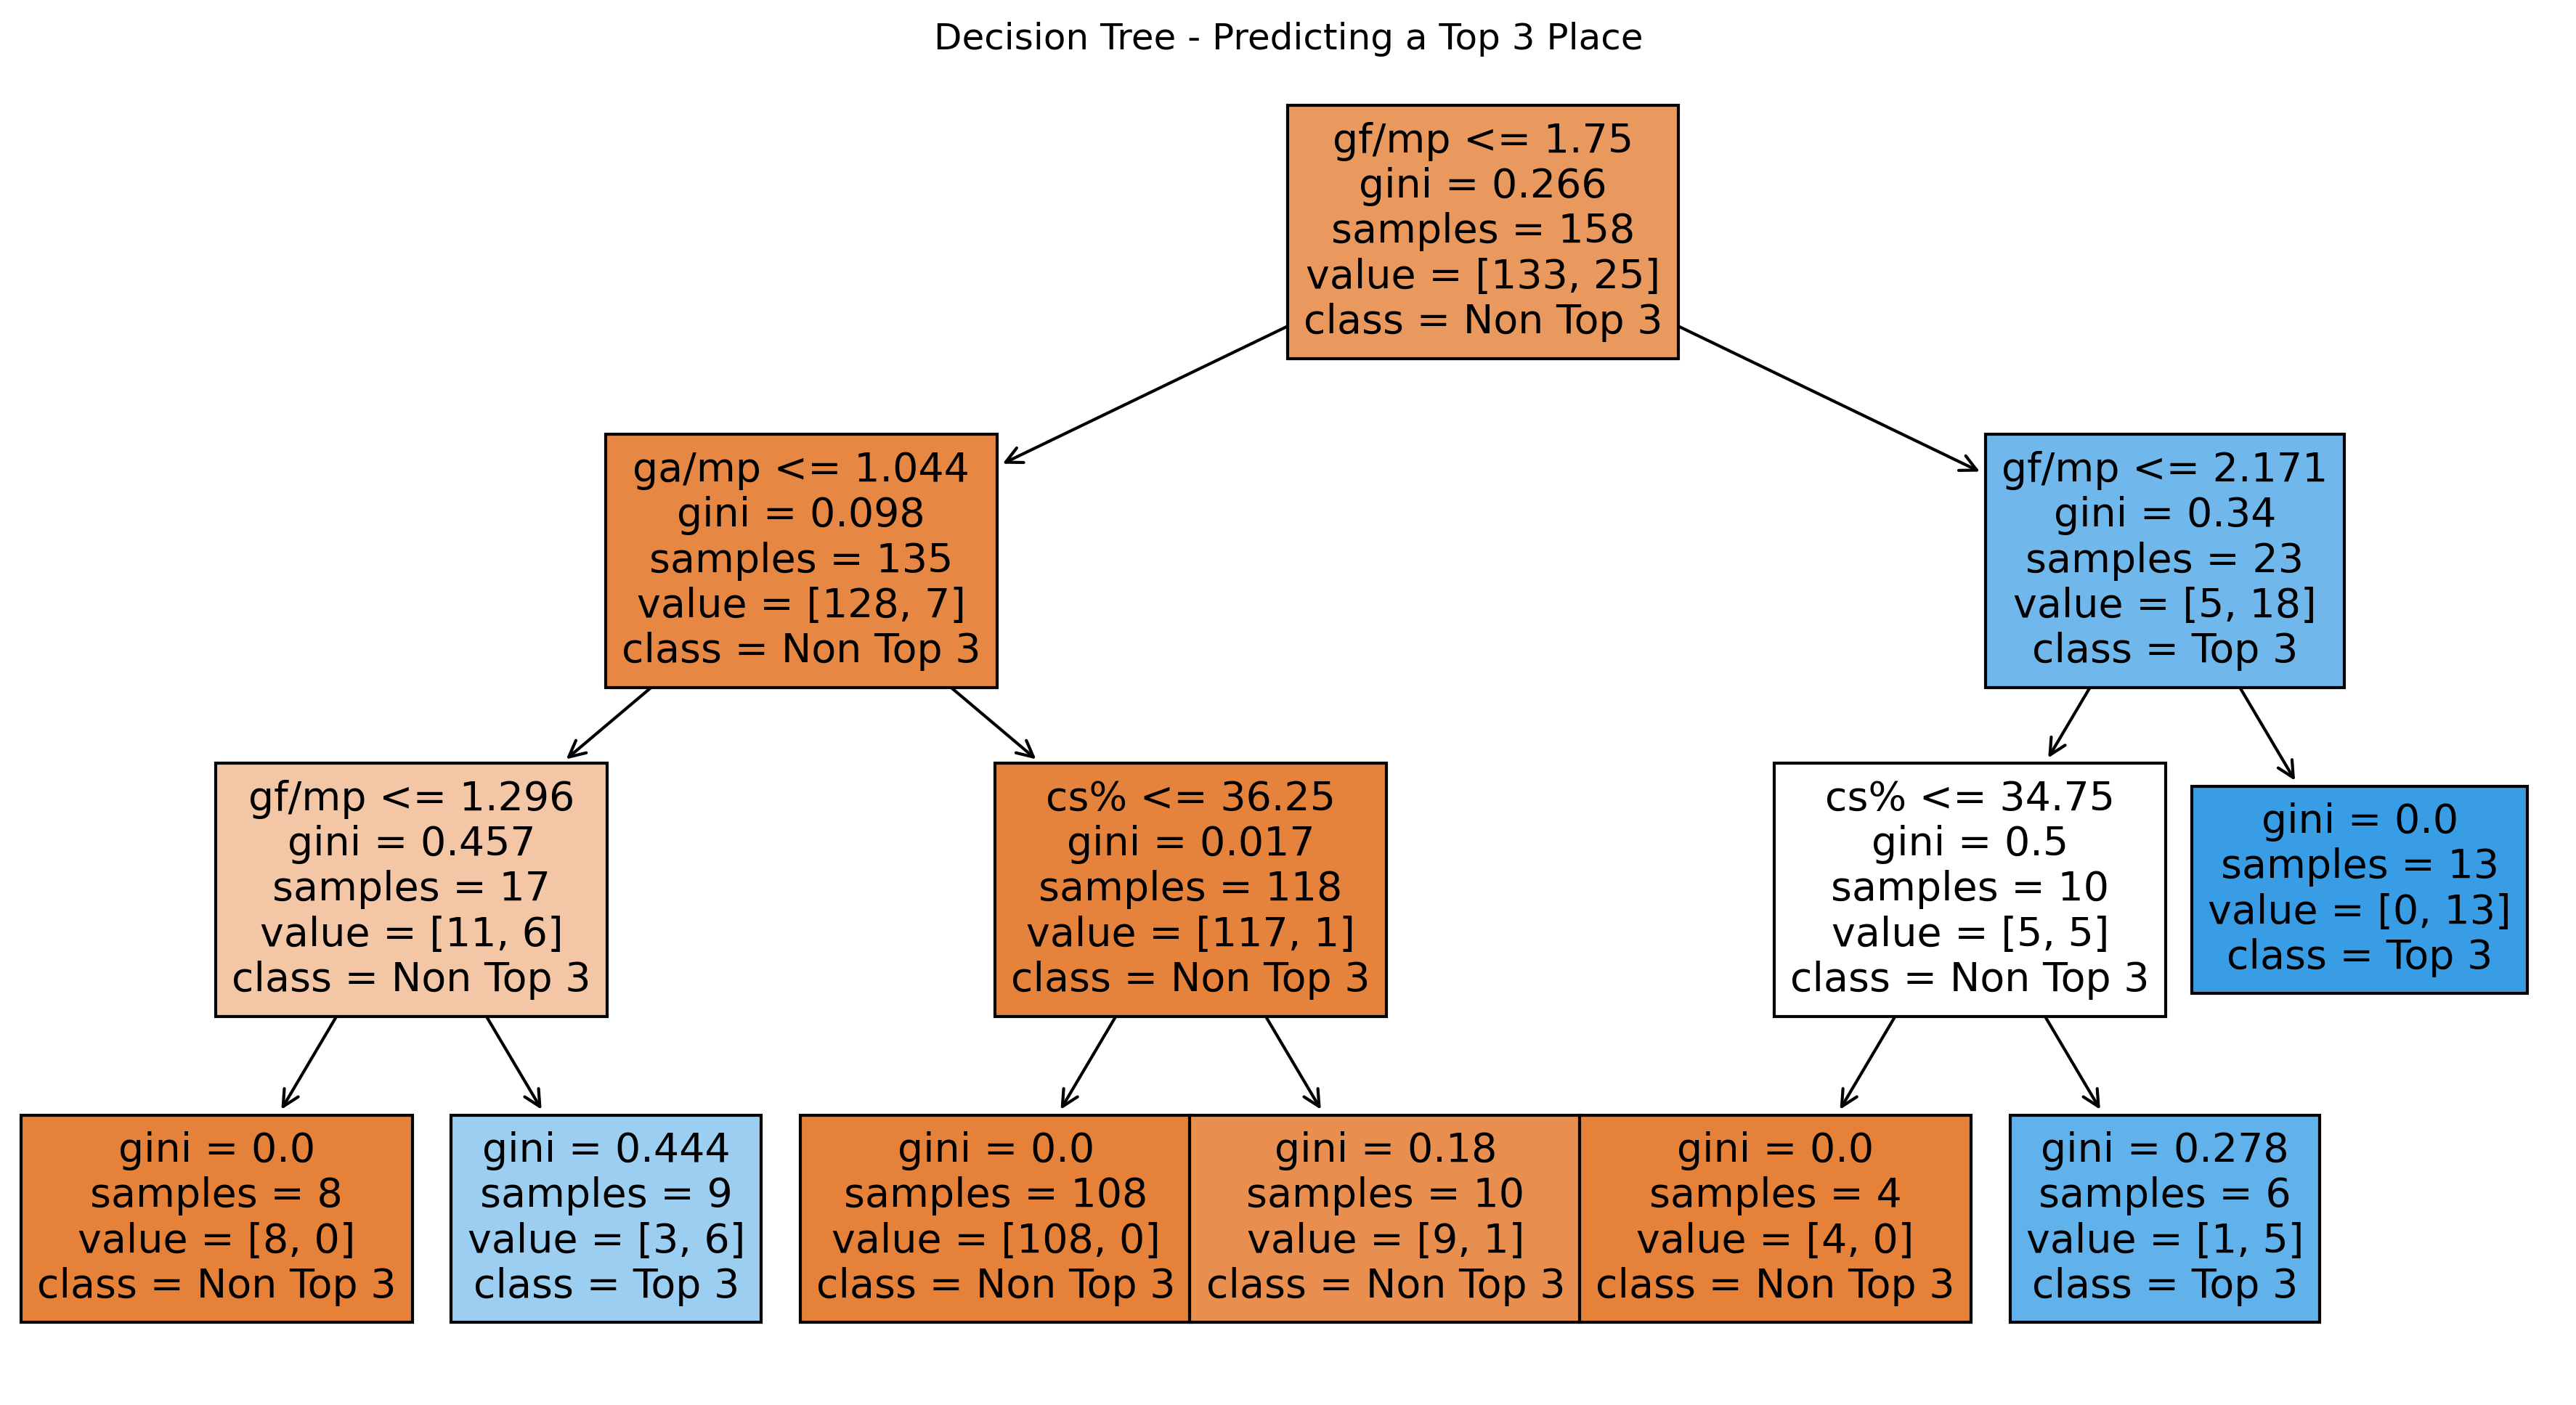 Decision Tree - Predicting a Top 3 Place
gf/mp <= 1.75
gini = 0.266
samples = 158
value = [133, 25]
class = Non Top 3
ga/mp <= 1.044
gini = 0.098
samples = 135
value = [128, 7]
class = Non Top 3
gf/mp <= 2.171
gini = 0.34
samples = 23
value = [5, 18]
class = Top 3
gf/mp <= 1.296
gini = 0.457
samples = 17
value = [11, 6]
class = Non Top 3
cs% <= 36.25
gini = 0.017
samples = 118
value = [117, 1]
class = Non Top 3
cs% <= 34.75
gini = 0.5
samples = 10
value = [5, 5]
class = Non Top 3
gini = 0.0
samples = 13
value = [0, 13]
class = Top 3
gini = 0.0
samples = 8
value = [8, 0]
class = Non Top 3
gini = 0.444
samples = 9
value = [3, 6]
class = Top 3
gini = 0.0
samples = 108
value = [108, 0]
class = Non Top 3
gini = 0.18
samples = 10
value = [9, 1]
class = Non Top 3
gini = 0.0
samples = 4
value = [4, 0]
class = Non Top 3
gini = 0.278
samples = 6
value = [1, 5]
class = Top 3